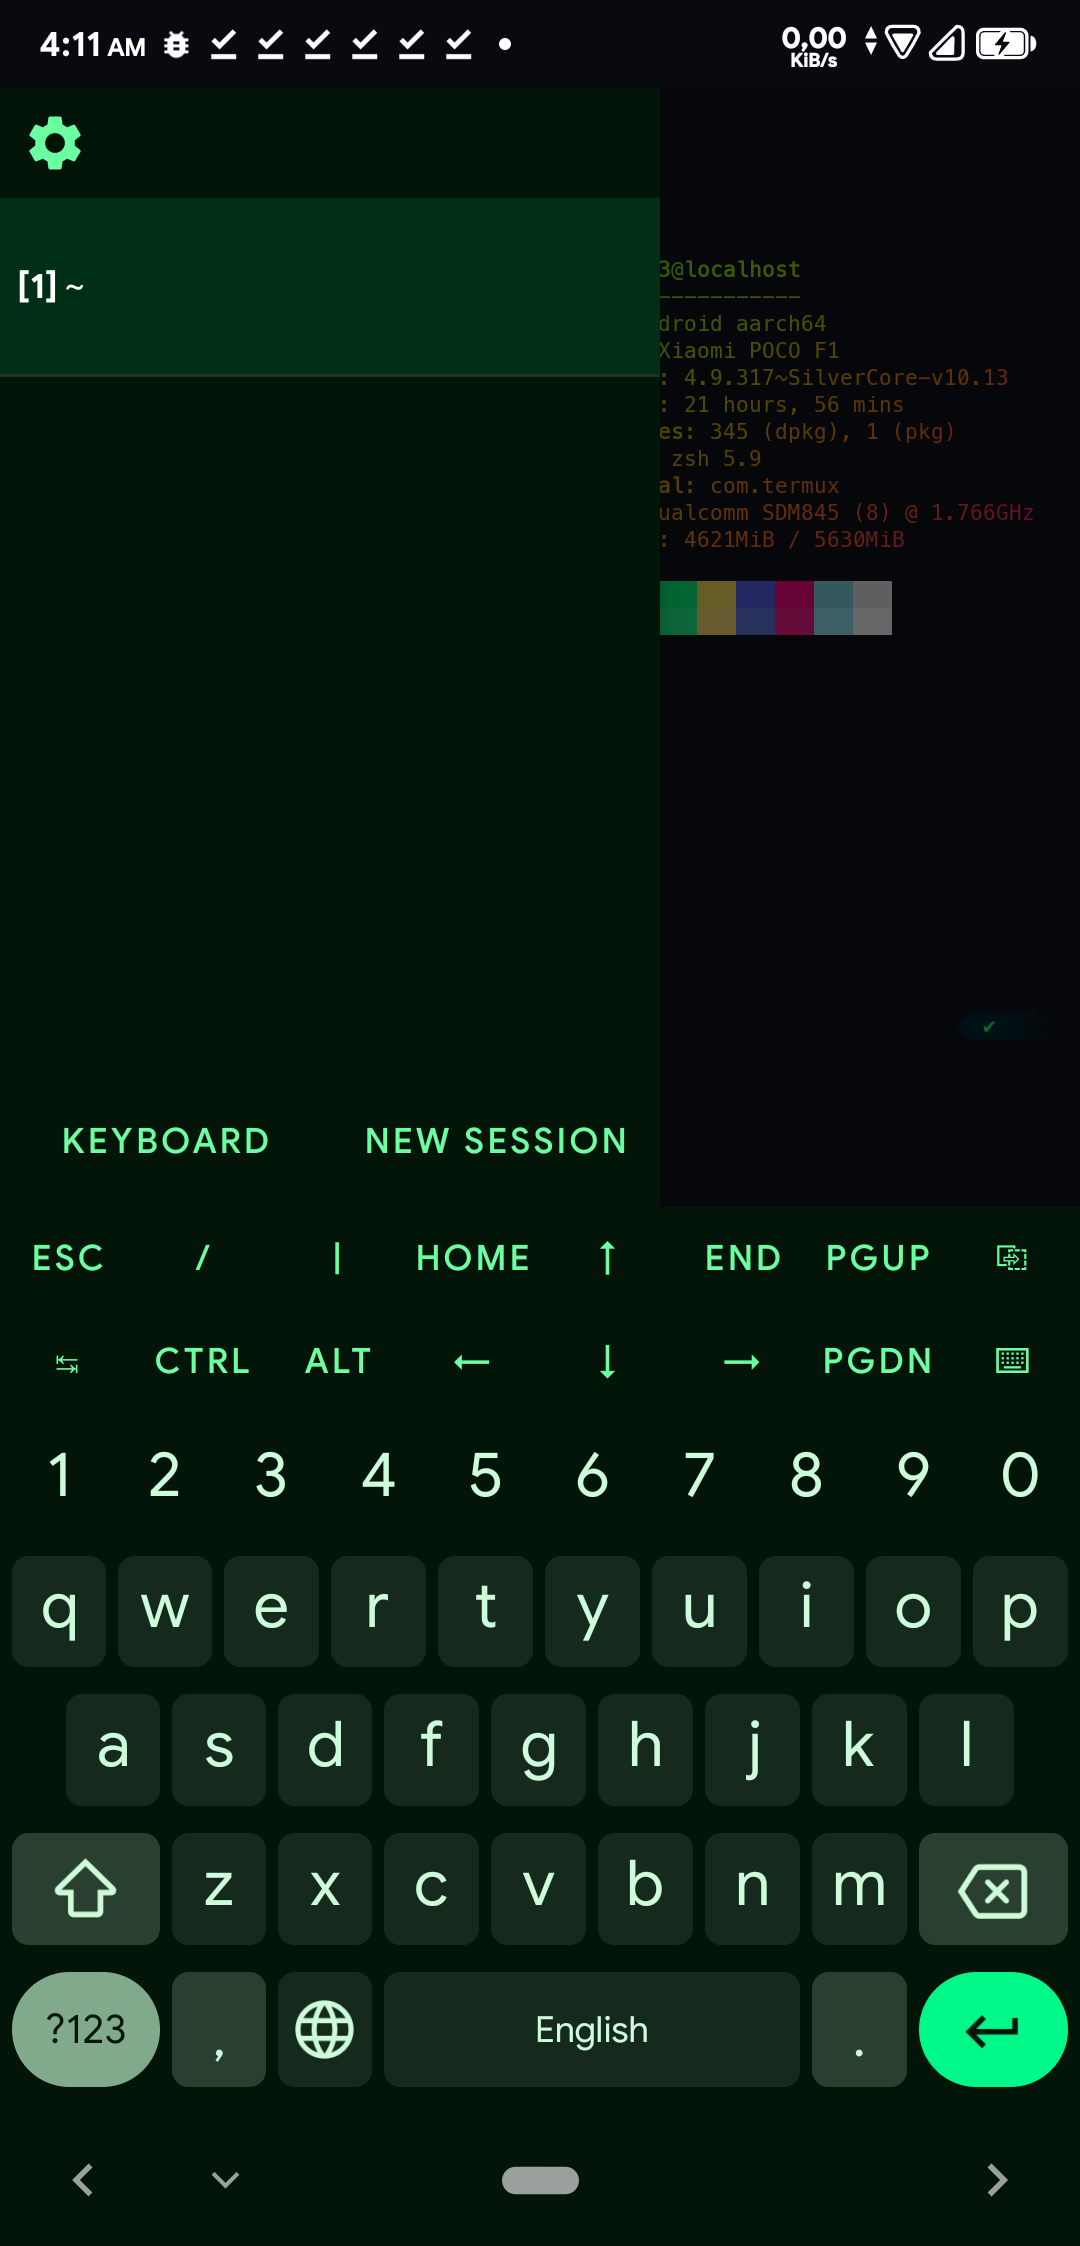 4:11 AM
0,00
KiB/s
[1] ~
3@localhost
-----------
droid aarch64
Xiaomi POCO F1
: 4.9.317~SilverCore-v10.13
: 21 hours, 56 mins
es: 345 (dpkg), 1 (pkg)
zsh 5.9
al: com.termux
ualcomm SDM845 (8) @ 1.766GHz
: 4621MiB / 5630MiB
KEYBOARD NEW SESSION
ESC / | HOME ↑ END PGUP
↹ CTRL ALT ← ↓ → PGDN
1 2 3 4 5 6 7 8 9 0
q w e r t y u i o p
a s d f g h j k l
z x c v b n m
?123 , English .